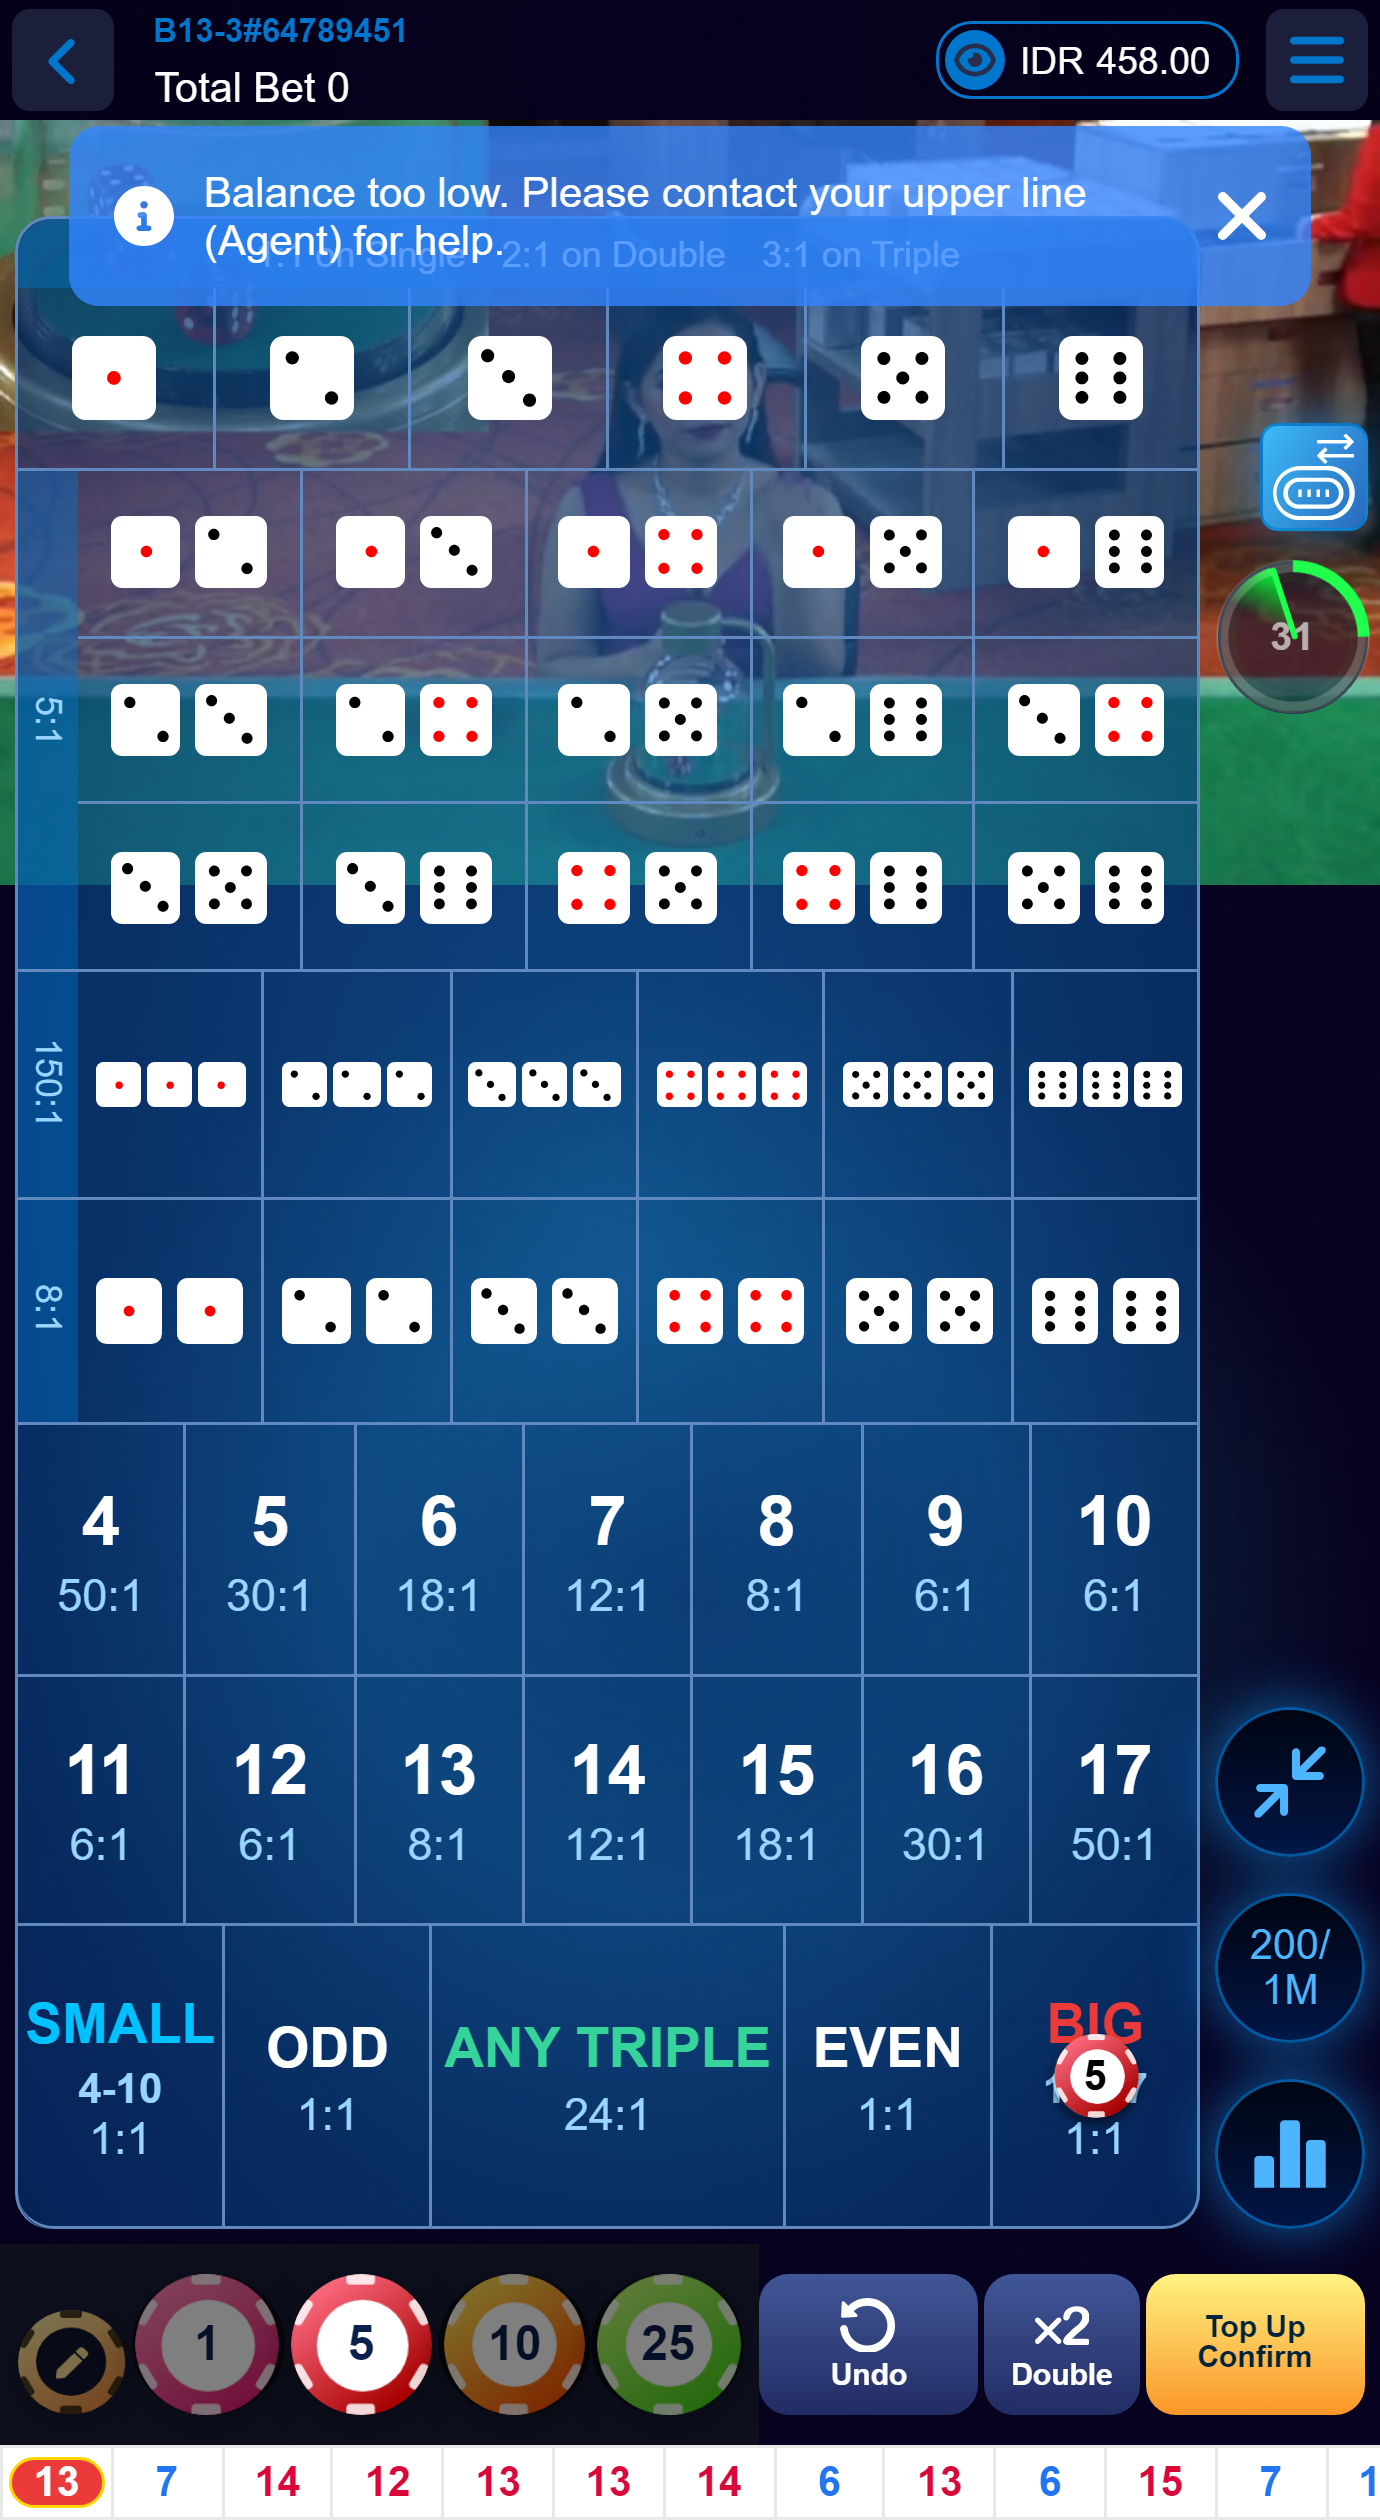 B13-3#64789451
Total Bet 0
IDR 458.00
Balance too low. Please contact your upper line
(Agent) for help.
1:1 on Single 2:1 on Double 3:1 on Triple
31
5:1
150:1
8:1
4 5 6 7 8 9 10
50:1 30:1 18:1 12:1 8:1 6:1 6:1
11 12 13 14 15 16 17
6:1 6:1 8:1 12:1 18:1 30:1 50:1
SMALL ODD ANY TRIPLE EVEN BIG
4-10
1:1 1:1 24:1 1:1 1:1
5
200/
1M
1 5 10 25
Undo
x2
Double
Top Up
Confirm
13 7 14 12 13 13 14 6 13 6 15 7